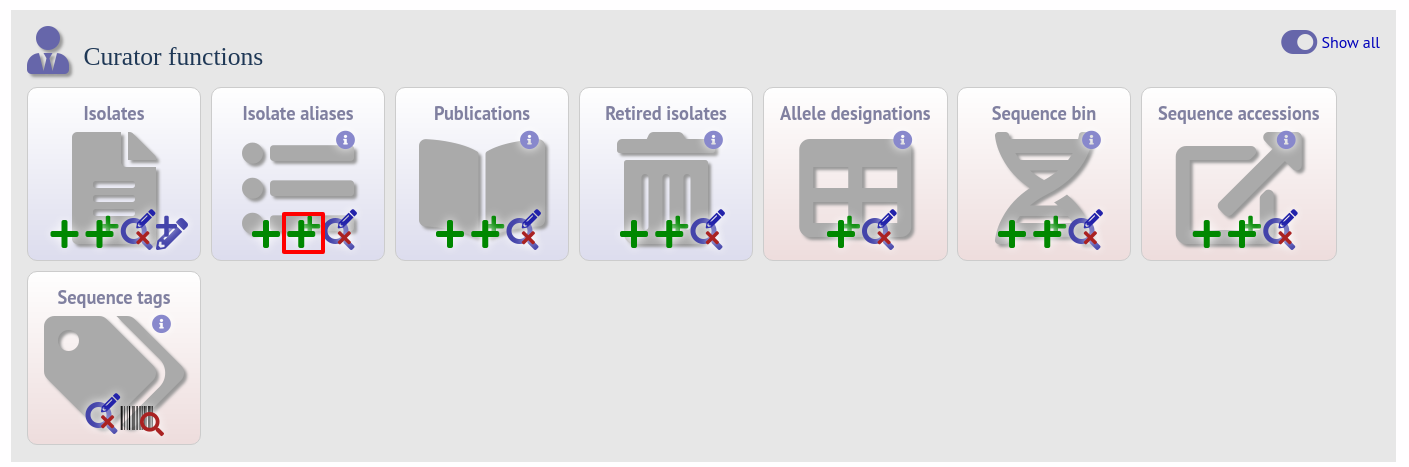 Curator functions
Show all
Isolates
Isolate aliases
Publications
Retired isolates
Allele designations
Sequence bin
Sequence accessions
Sequence tags